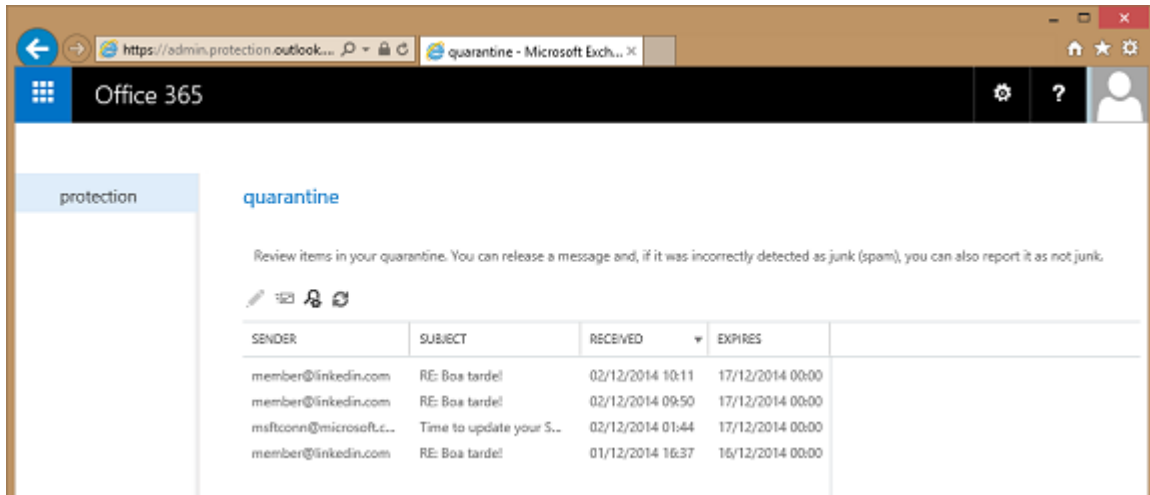 https://admin.protection.outlook.... quarantine - Microsoft Exch...
Office 365 ?
protection
quarantine
Review items in your quarantine. You can release a message and, if it was incorrectly detected as junk (spam), you can also report it as not junk.
SENDER SUBJECT RECEIVED EXPIRES
member@linkedin.com RE: Boa tarde! 02/12/2014 10:11 17/12/2014 00:00
member@linkedin.com RE: Boa tarde! 02/12/2014 09:50 17/12/2014 00:00
msftconn@microsoft.c... Time to update your S... 02/12/2014 01:44 17/12/2014 00:00
member@linkedin.com RE: Boa tarde! 01/12/2014 16:37 16/12/2014 00:00